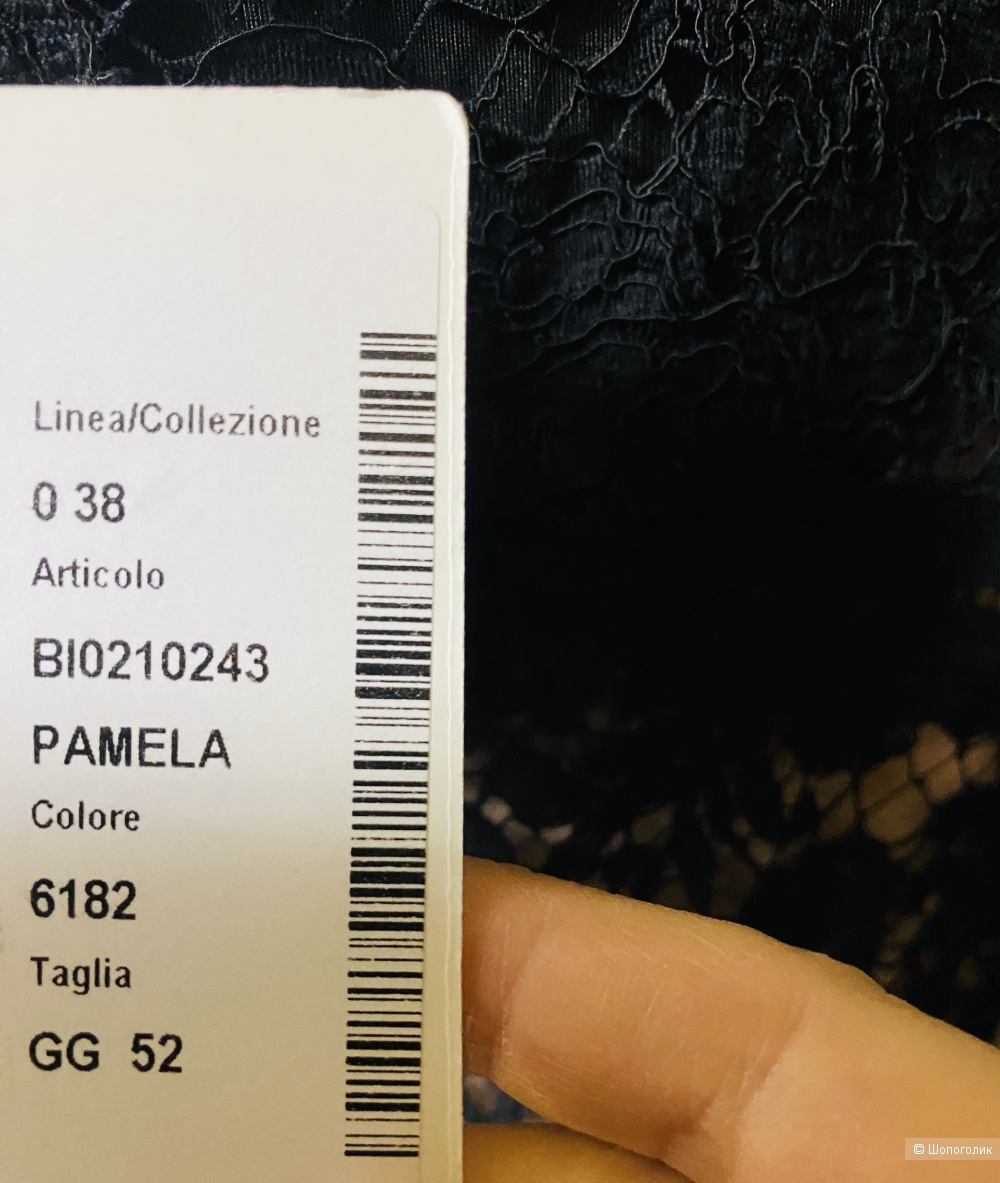 Linea/Collezione
0 38
Articolo
BI0210243
PAMELA
Colore
6182
Taglia
GG 52
© Шопоголик